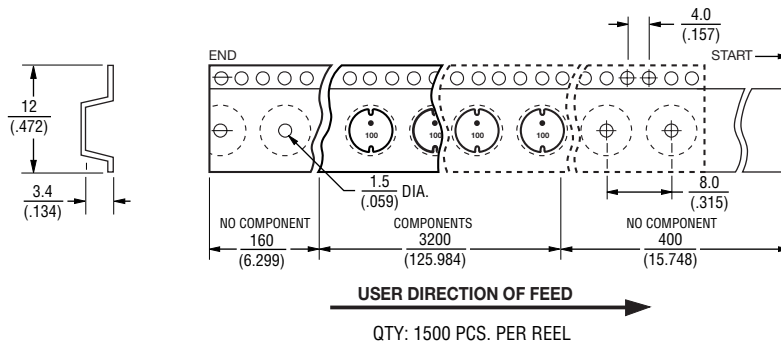 4.0
(.157)
END
START
12
(.472)
100
100
100
100
3.4
(.134)
1.5
(.059)
DIA.
8.0
(.315)
NO COMPONENT
160
(6.299)
COMPONENTS
3200
(125.984)
NO COMPONENT
400
(15.748)
USER DIRECTION OF FEED
QTY: 1500 PCS. PER REEL